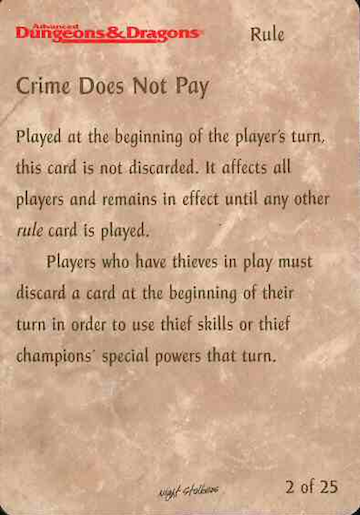 Advanced
Dungeons & Dragons®
Rule
Crime Does Not Pay
Played at the beginning of the player's turn,
this card is not discarded. It affects all
players and remains in effect until any other
rule card is played.
Players who have thieves in play must
discard a card at the beginning of their
turn in order to use thief skills or thief
champions' special powers that turn.
Night Stalkers
2 of 25